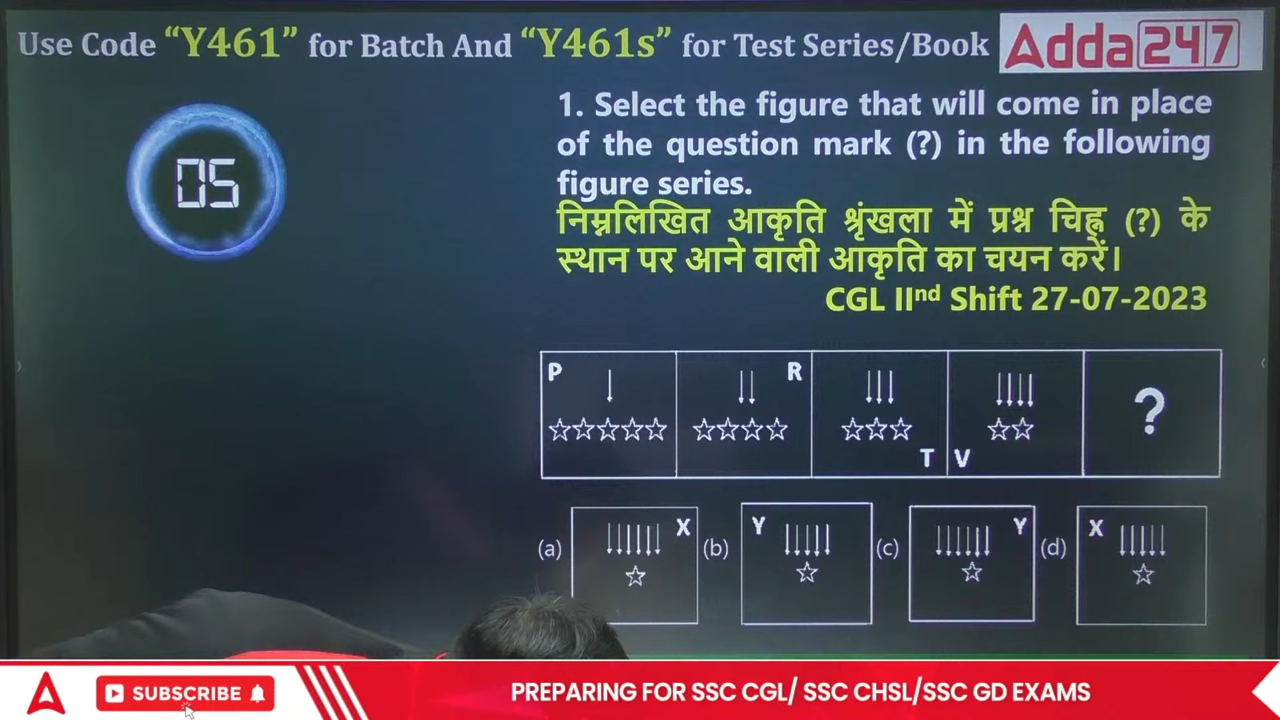 Use Code “Y461” for Batch And “Y461s” for Test Series/Book
Adda247
05
1. Select the figure that will come in place
of the question mark (?) in the following
figure series.
निम्नलिखित आकृति श्रृंखला में प्रश्न चिह्न (?) के
स्थान पर आने वाली आकृति का चयन करें।
CGL IInd Shift 27-07-2023
P R T V ?
(a) X (b) Y (c) Y (d) X
SUBSCRIBE
PREPARING FOR SSC CGL/ SSC CHSL/SSC GD EXAMS